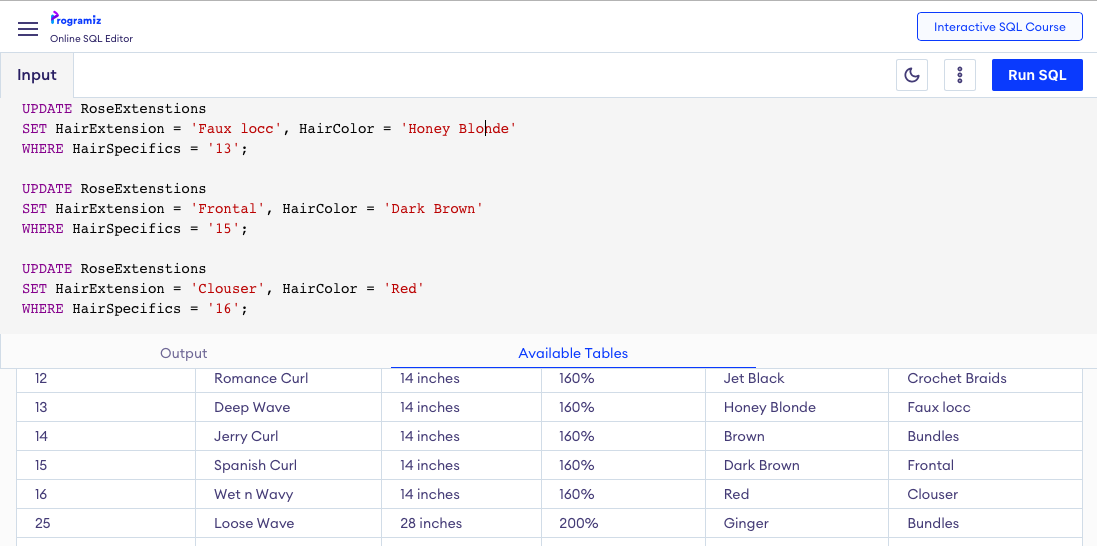 Programiz
Online SQL Editor
Interactive SQL Course
Input
Run SQL
UPDATE RoseExtenstions
SET HairExtension = 'Faux locc', HairColor = 'Honey Blonde'
WHERE HairSpecifics = '13';
UPDATE RoseExtenstions
SET HairExtension = 'Frontal', HairColor = 'Dark Brown'
WHERE HairSpecifics = '15';
UPDATE RoseExtenstions
SET HairExtension = 'Clouser', HairColor = 'Red'
WHERE HairSpecifics = '16';
Output Available Tables
12 Romance Curl 14 inches 160% Jet Black Crochet Braids
13 Deep Wave 14 inches 160% Honey Blonde Faux locc
14 Jerry Curl 14 inches 160% Brown Bundles
15 Spanish Curl 14 inches 160% Dark Brown Frontal
16 Wet n Wavy 14 inches 160% Red Clouser
25 Loose Wave 28 inches 200% Ginger Bundles